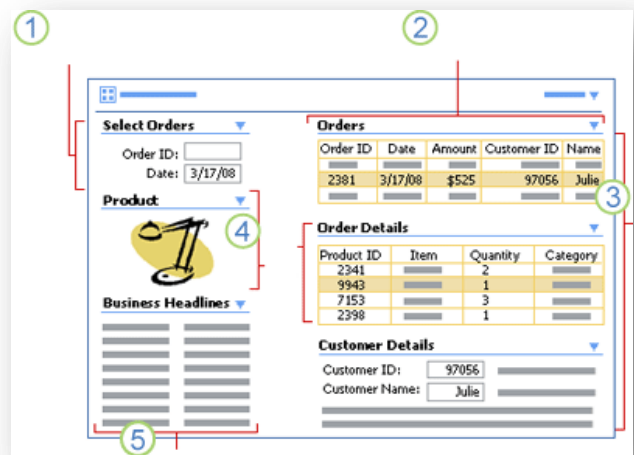 1
2
Select Orders
Order ID:
Date: 3/17/08
Product
4
Business Headlines
5
Orders
Order ID Date Amount Customer ID Name
2381 3/17/08 $525 97056 Julie
3
Order Details
Product ID Item Quantity Category
2341 2
9943 1
7153 3
2398 1
Customer Details
Customer ID: 97056
Customer Name: Julie